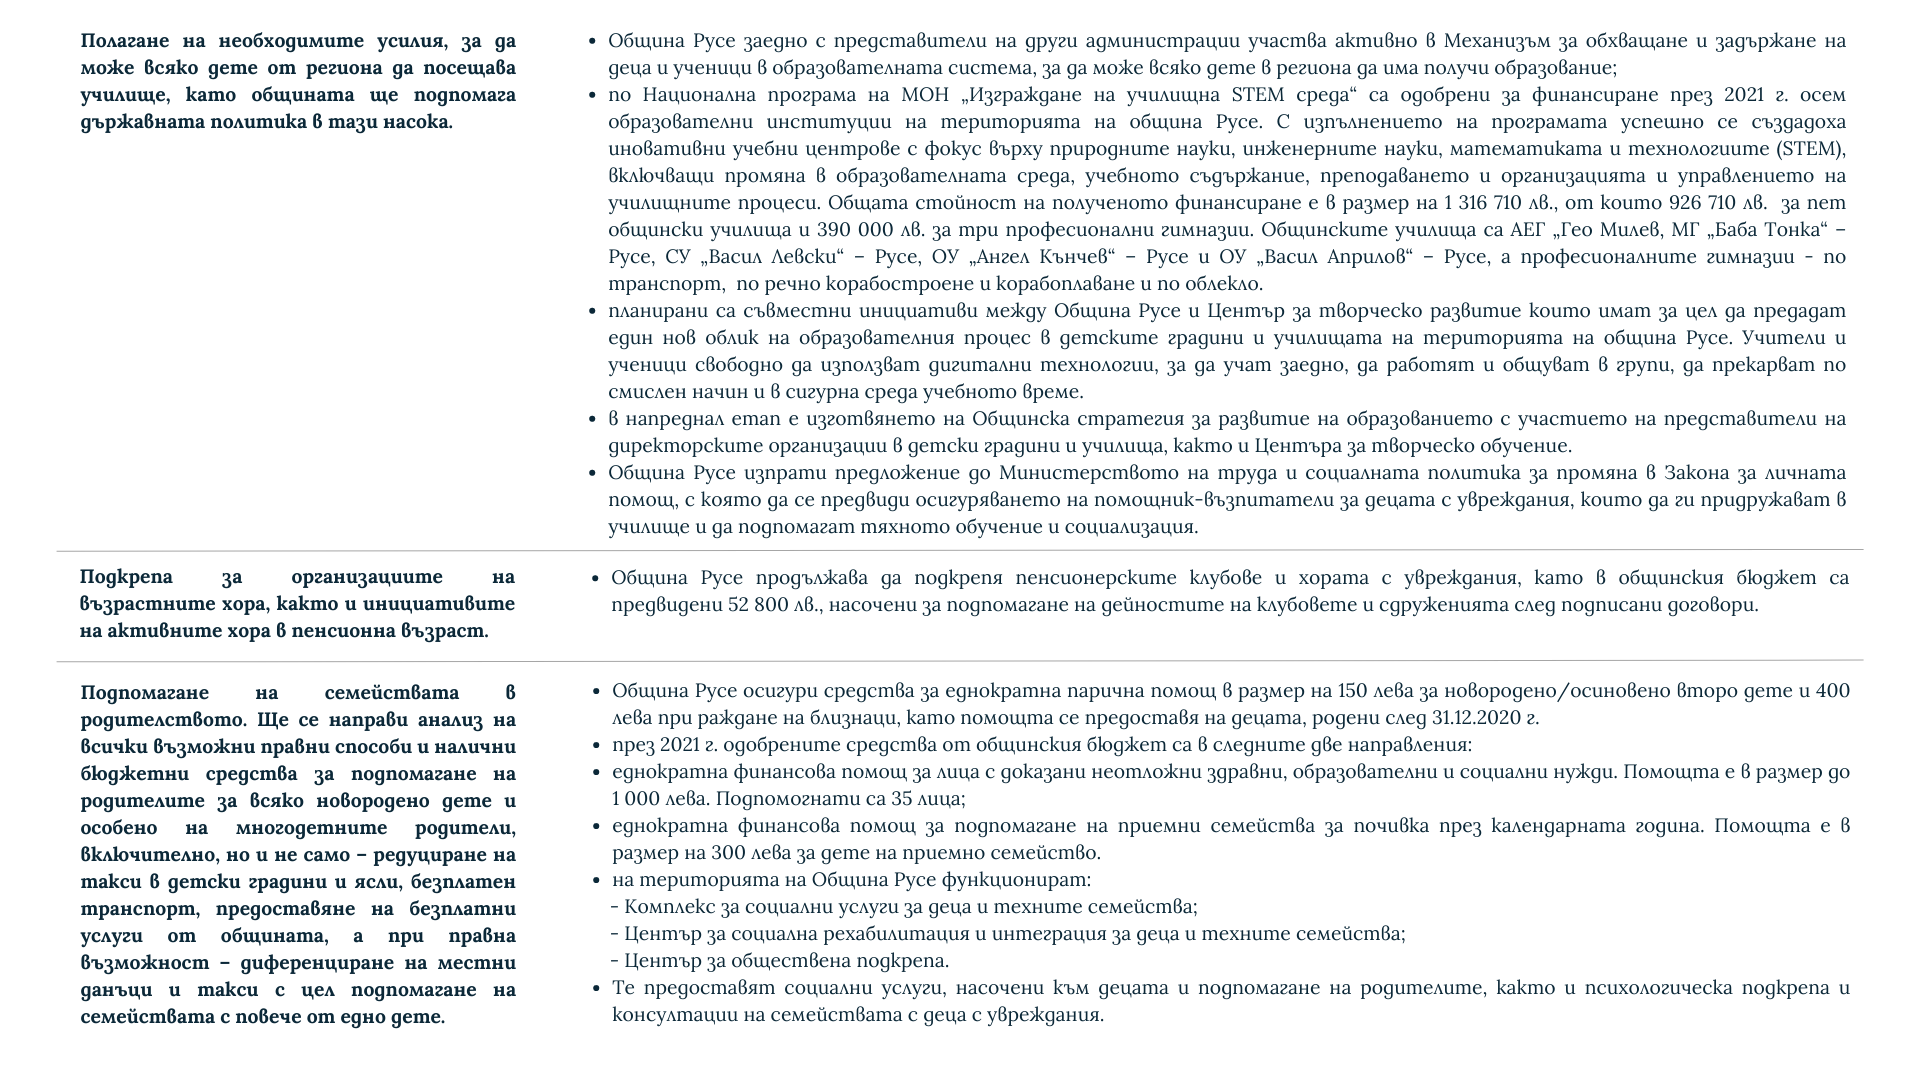 Полагане на необходимите усилия, за да
може всяко дете от региона да посещава
училище, като общината ще подпомага
държавната политика в тази насока.
• Община Русе заедно с представители на други администрации участва активно в Механизъм за обхващане и задържане на
деца и ученици в образователната система, за да може всяко дете в региона да има получи образование;
• по Национална програма на МОН „Изграждане на училищна STEM среда“ са одобрени за финансиране през 2021 г. осем
образователни институции на територията на община Русе. С изпълнението на програмата успешно се създадоха
иновативни учебни центрове с фокус върху природните науки, инженерните науки, математиката и технологиите (STEM),
включващи промяна в образователната среда, учебното съдържание, преподаването и организацията и управлението на
училищните процеси. Общата стойност на полученото финансиране е в размер на 1 316 710 лв., от които 926 710 лв. за пет
общински училища и 390 000 лв. за три професионални гимназии. Общинските училища са АЕГ „Гео Милев, МГ „Баба Тонка“ –
Русе, СУ „Васил Левски“ – Русе, ОУ „Ангел Кънчев“ – Русе и ОУ „Васил Априлов“ – Русе, а професионалните гимназии - по
транспорт, по речно корабостроене и корабоплаване и по облекло.
• планирани са съвместни инициативи между Община Русе и Център за творческо развитие които имат за цел да предадат
един нов облик на образователния процес в детските градини и училищата на територията на община Русе. Учители и
ученици свободно да използват дигитални технологии, за да учат заедно, да работят и общуват в групи, да прекарват по
смислен начин и в сигурна среда учебното време.
• в напреднал етап е изготвянето на Общинска стратегия за развитие на образованието с участието на представители на
директорските организации в детски градини и училища, както и Центъра за творческо обучение.
• Община Русе изпрати предложение до Министерството на труда и социалната политика за промяна в Закона за личната
помощ, с която да се предвиди осигуряването на помощник-възпитатели за децата с увреждания, които да ги придружават в
училище и да подпомагат тяхното обучение и социализация.
Подкрепа за организациите на
възрастните хора, както и инициативите
на активните хора в пенсионна възраст.
• Община Русе продължава да подкрепя пенсионерските клубове и хората с увреждания, като в общинския бюджет са
предвидени 52 800 лв., насочени за подпомагане на дейностите на клубовете и сдруженията след подписани договори.
Подпомагане на семействата в
родителството. Ще се направи анализ на
всички възможни правни способи и налични
бюджетни средства за подпомагане на
родителите за всяко новородено дете и
особено на многодетните родители,
включително, но и не само – редуциране на
такси в детски градини и ясли, безплатен
транспорт, предоставяне на безплатни
услуги от общината, а при правна
възможност – диференциране на местни
данъци и такси с цел подпомагане на
семействата с повече от едно дете.
• Община Русе осигури средства за еднократна парична помощ в размер на 150 лева за новородено/осиновено второ дете и 400
лева при раждане на близнаци, като помощта се предоставя на децата, родени след 31.12.2020 г.
• през 2021 г. одобрените средства от общинския бюджет са в следните две направления:
• еднократна финансова помощ за лица с доказани неотложни здравни, образователни и социални нужди. Помощта е в размер до
1 000 лева. Подпомогнати са 35 лица;
• еднократна финансова помощ за подпомагане на приемни семейства за почивка през календарната година. Помощта е в
размер на 300 лева за дете на приемно семейство.
• на територията на Община Русе функционират:
- Комплекс за социални услуги за деца и техните семейства;
- Център за социална рехабилитация и интеграция за деца и техните семейства;
- Център за обществена подкрепа.
• Те предоставят социални услуги, насочени към децата и подпомагане на родителите, както и психологическа подкрепа и
консултации на семействата с деца с увреждания.